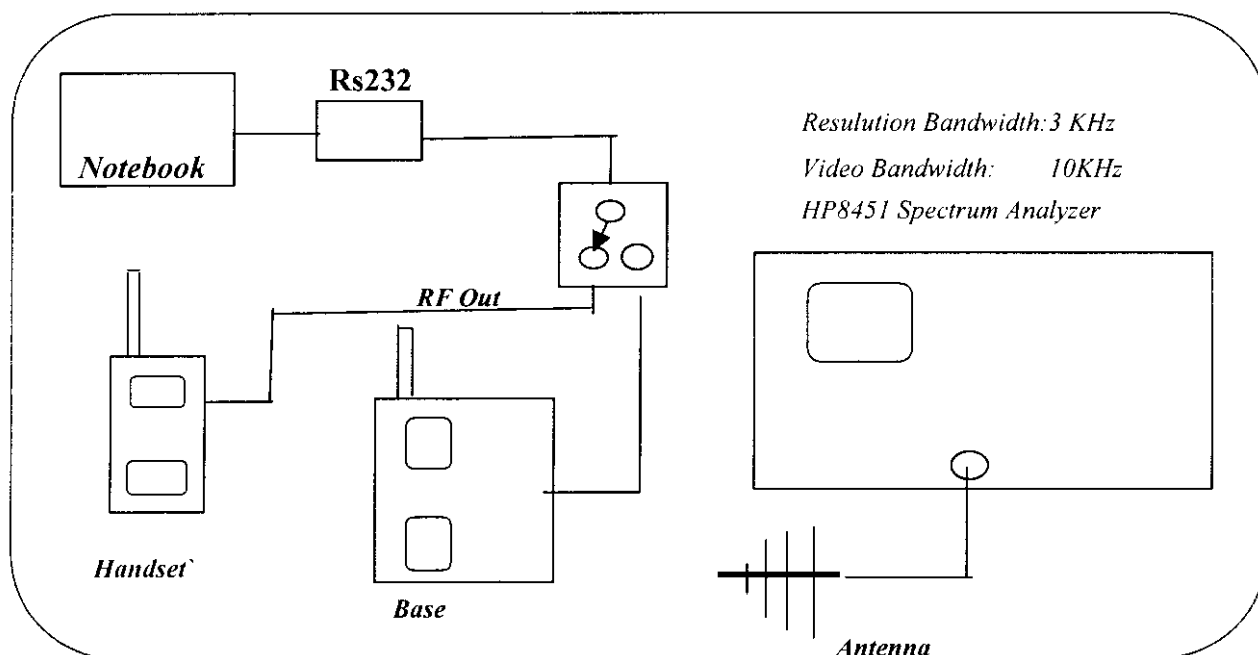 Rs232
Notebook
Resulution Bandwidth: 3 KHz
Video Bandwidth: 10KHz
HP8451 Spectrum Analyzer
RF Out
Handset`
Base
Antenna